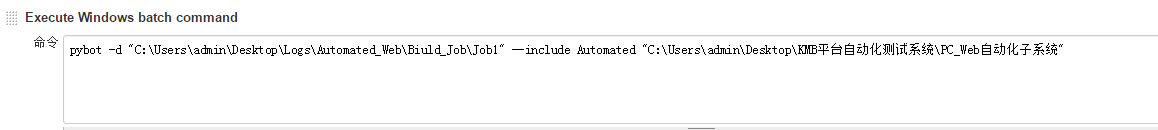 Execute Windows batch command
命令
pybot -d "C:\Users\admin\Desktop\Logs\Automated_Web\Biuld_Job\Job1" --include Automated "C:\Users\admin\Desktop\KMB平台自动化测试系统\PC_Web自动化子系统"